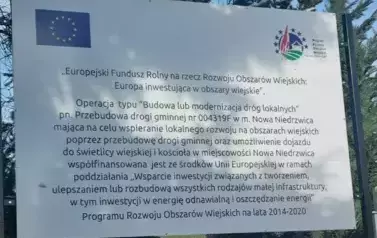 „Europejski Fundusz Rolny na rzecz Rozwoju Obszarów Wiejskich:
Europa inwestująca w obszary wiejskie".
Operacja typu "Budowa lub modernizacja dróg lokalnych"
pn. Przebudowa drogi gminnej nr 004319F w m. Nowa Niedrzwica
mająca na celu wspieranie lokalnego rozwoju na obszarach wiejskich
poprzez przebudowę drogi gminnej oraz umożliwienie dojazdu
do świetlicy wiejskiej i kościoła w miejscowości Nowa Niedrzwica
współfinansowana jest ze środków Unii Europejskiej w ramach
poddziałania „Wsparcie inwestycji związanych z tworzeniem,
ulepszaniem lub rozbudową wszystkich rodzajów małej infrastruktury,
w tym inwestycji w energię odnawialną i oszczędzanie energii"
Programu Rozwoju Obszarów Wiejskich na lata 2014-2020